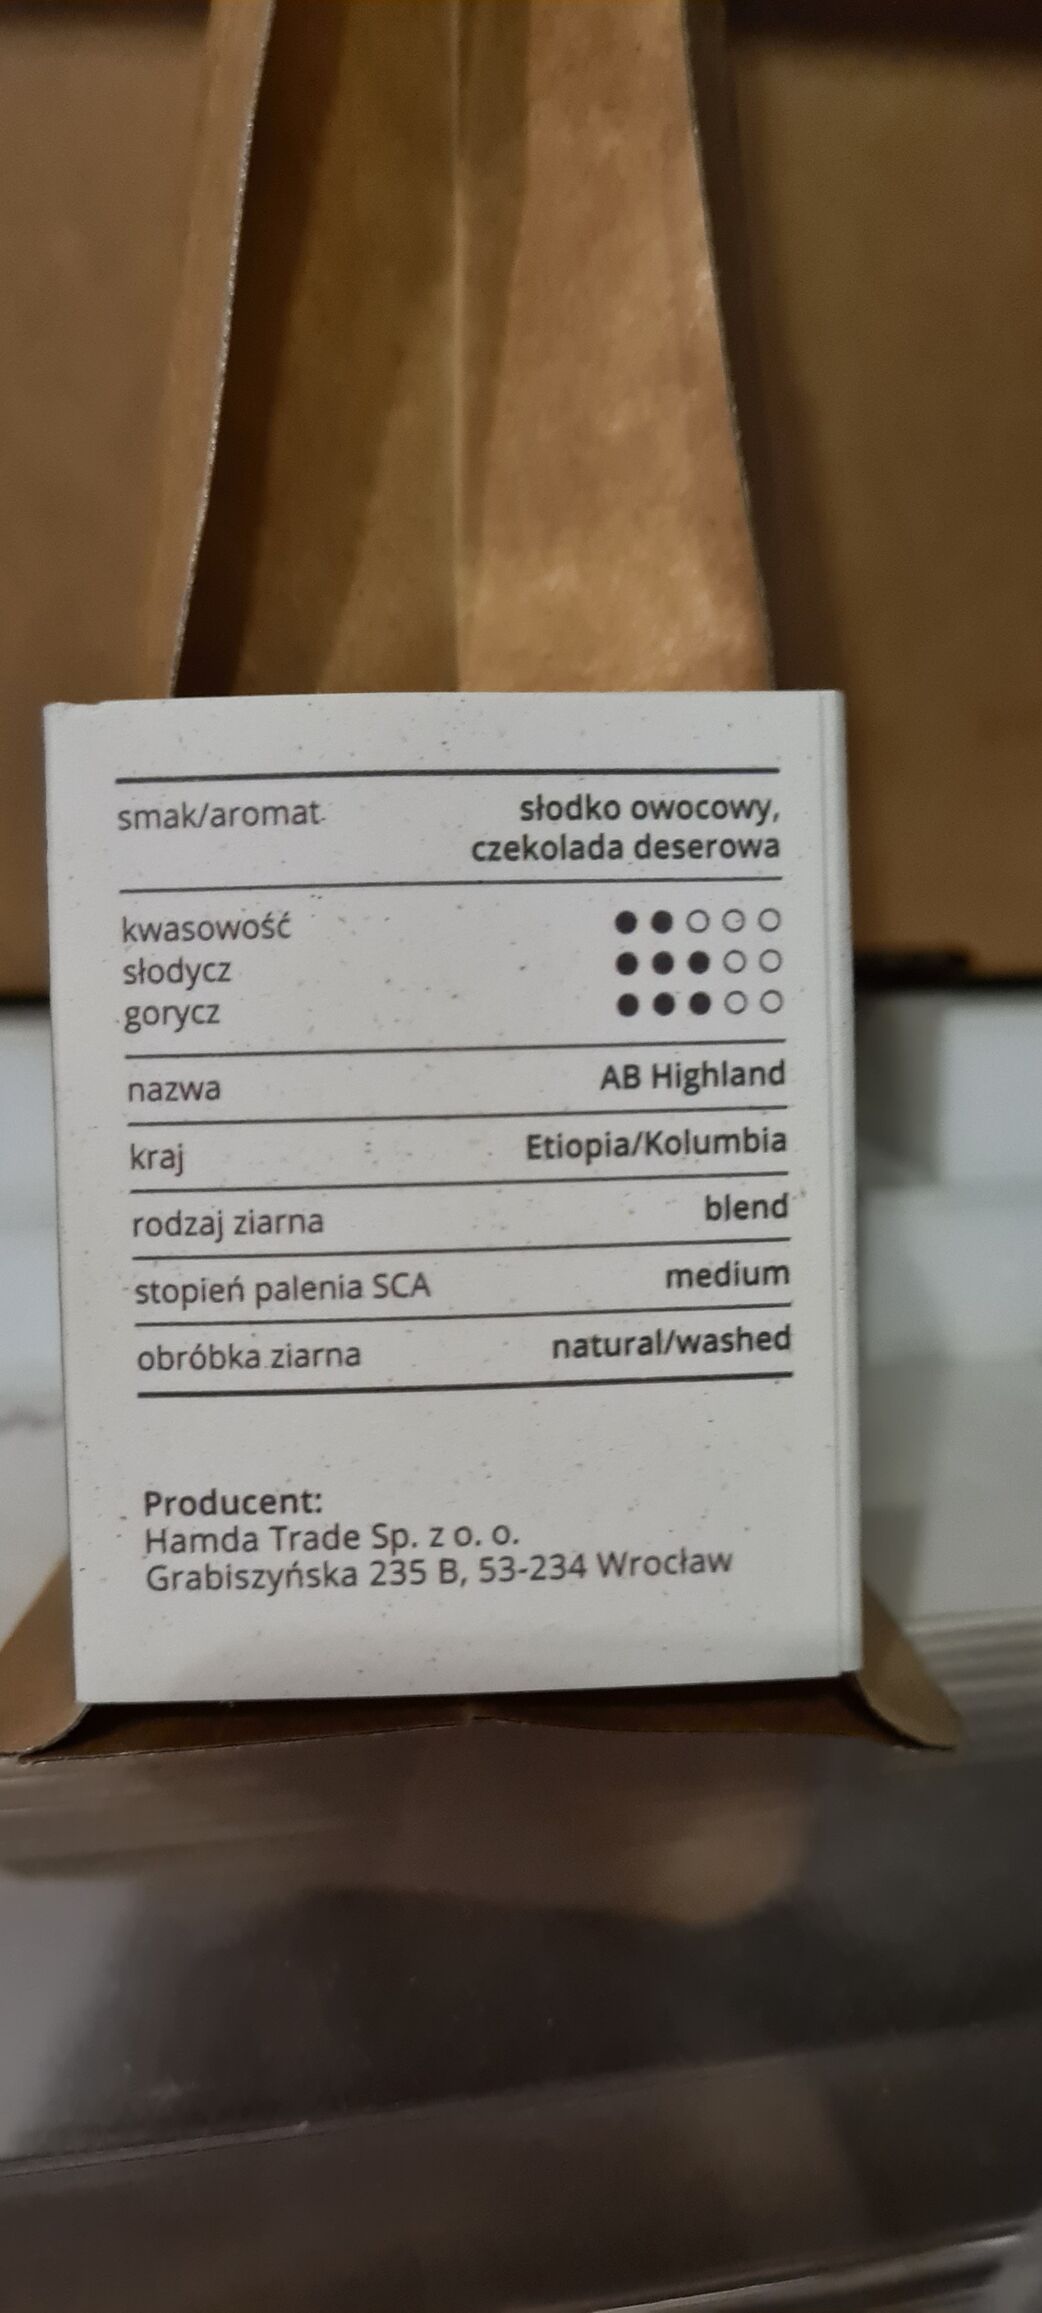 smak/aromat słodko owocowy,
czekolada deserowa
kwasowość
słodycz
gorycz
nazwa AB Highland
kraj Etiopia/Kolumbia
rodzaj ziarna blend
stopień palenia SCA medium
obróbka ziarna natural/washed
Producent:
Hamda Trade Sp. z o. o.
Grabiszyńska 235 B, 53-234 Wrocław